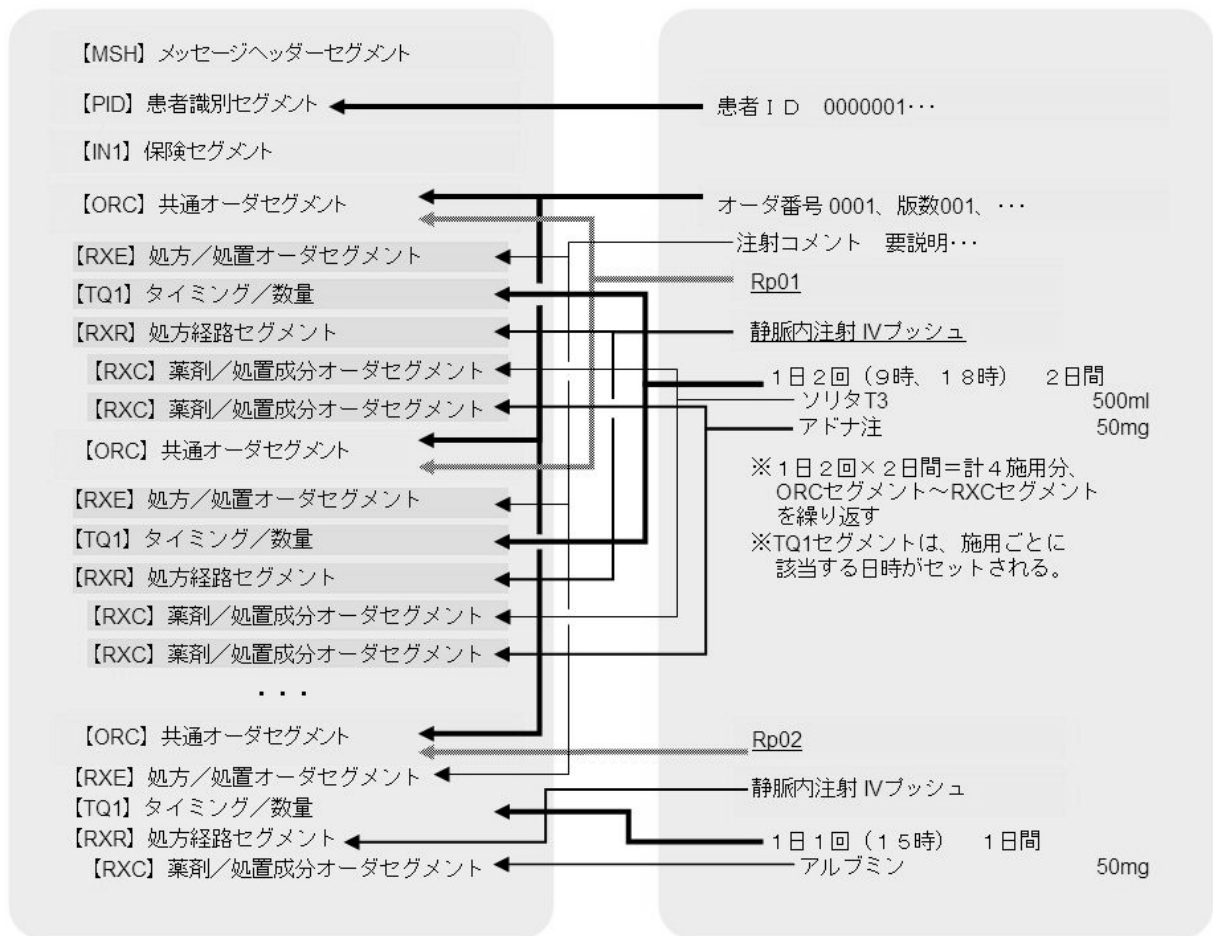 【MSH】メッセージヘッダーセグメント
【PID】患者識別セグメント
患者ＩＤ 0000001･･･
【IN1】保険セグメント
【ORC】共通オーダセグメント
オーダ番号 0001、版数001、･･･
注射コメント 要説明･･･
【RXE】処方／処置オーダセグメント
Rp01
【TQ1】タイミング／数量
【RXR】処方経路セグメント
静脈内注射 IVプッシュ
【RXC】薬剤／処置成分オーダセグメント
１日２回（９時、１８時） ２日間
ソリタT3 500ml
【RXC】薬剤／処置成分オーダセグメント
アドナ注 50mg
【ORC】共通オーダセグメント
※１日２回×２日間＝計４施用分、
ORCセグメント～RXCセグメント
を繰り返す
※TQ1セグメントは、施用ごとに
該当する日時がセットされる。
【RXE】処方／処置オーダセグメント
【TQ1】タイミング／数量
【RXR】処方経路セグメント
【RXC】薬剤／処置成分オーダセグメント
【RXC】薬剤／処置成分オーダセグメント
・・・
【ORC】共通オーダセグメント
Rp02
【RXE】処方／処置オーダセグメント
静脈内注射 IVプッシュ
【TQ1】タイミング／数量
【RXR】処方経路セグメント
１日１回（１５時） １日間
【RXC】薬剤／処置成分オーダセグメント
アルブミン 50mg